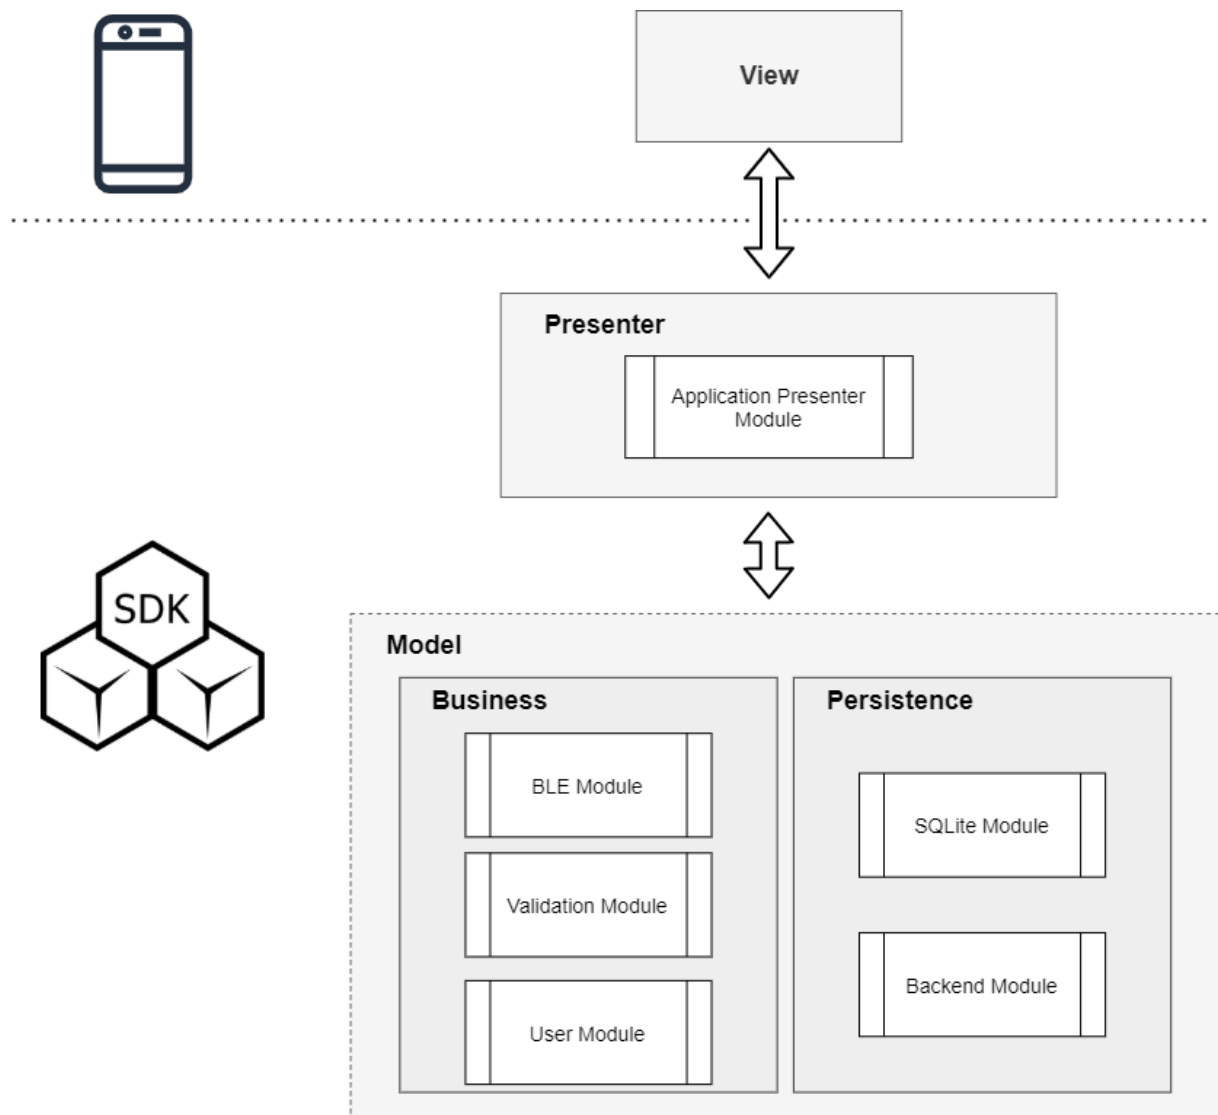 View
Presenter
Application Presenter
Module
SDK
Model
Business
Persistence
BLE Module
SQLite Module
Validation Module
Backend Module
User Module